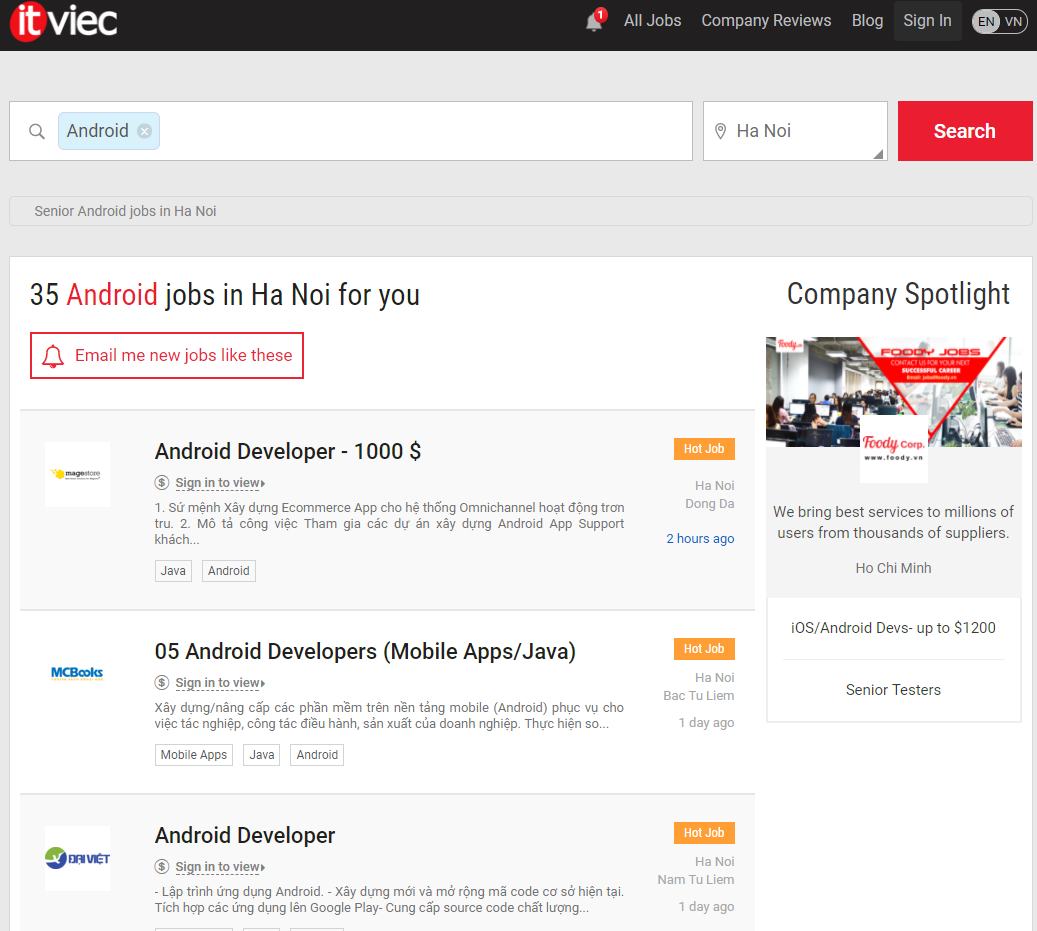 itviec
1
All Jobs
Company Reviews
Blog
Sign In
EN VN
Android
Ha Noi
Search
Senior Android jobs in Ha Noi
35 Android jobs in Ha Noi for you
Email me new jobs like these
Android Developer - 1000 $
$ Sign in to view
1. Sứ mệnh Xây dựng Ecommerce App cho hệ thống Omnichannel hoạt động trơn
tru. 2. Mô tả công việc Tham gia các dự án xây dựng Android App Support
khách...
Java
Android
Hot Job
Ha Noi
Dong Da
2 hours ago
magestore
MCBooks
05 Android Developers (Mobile Apps/Java)
$ Sign in to view
Xây dựng/nâng cấp các phần mềm trên nền tảng mobile (Android) phục vụ cho
việc tác nghiệp, công tác điều hành, sản xuất của doanh nghiệp. Thực hiện so...
Mobile Apps
Java
Android
Hot Job
Ha Noi
Bac Tu Liem
1 day ago
ĐẠI VIỆT
Android Developer
$ Sign in to view
- Lập trình ứng dụng Android. - Xây dựng mới và mở rộng mã code cơ sở hiện tại.
Tích hợp các ứng dụng lên Google Play- Cung cấp source code chất lượng...
Hot Job
Ha Noi
Nam Tu Liem
1 day ago
Company Spotlight
Foody.vn
FOODY JOBS
CONTACT US FOR YOUR NEXT
SUCCESSFUL CAREER
Email: jobs@foody.vn
Foody Corp.
www.foody.vn
We bring best services to millions of
users from thousands of suppliers.
Ho Chi Minh
iOS/Android Devs- up to $1200
Senior Testers